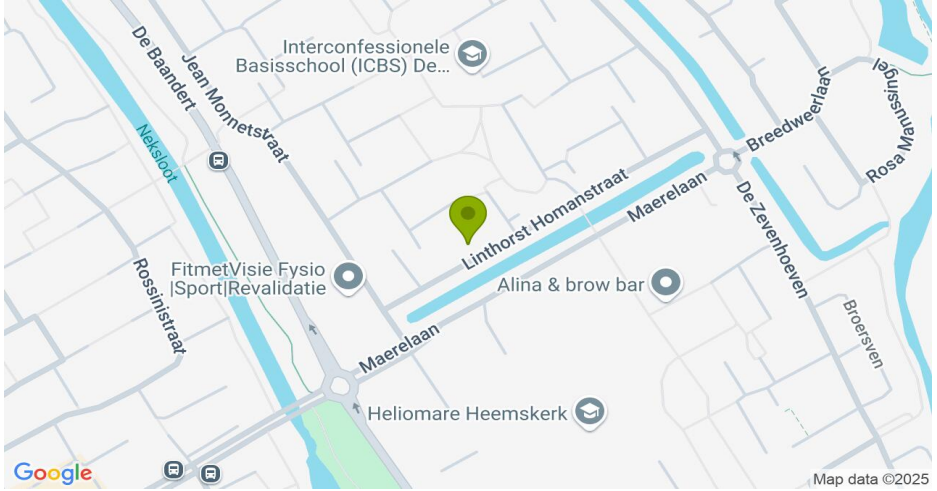 Interconfessionele
Basisschool (ICBS) De...
De Baandert
Jean Monnetstraat
Neksloot
Breedweerlaan
Rosa Manussingel
Linthorst Homanstraat
Maerelaan
De Zevenhoeven
FitmetVisie Fysio
|Sport|Revalidatie
Alina & brow bar
Rossinistraat
Broersven
Maerelaan
Heliomare Heemskerk
Google
Map data ©2025